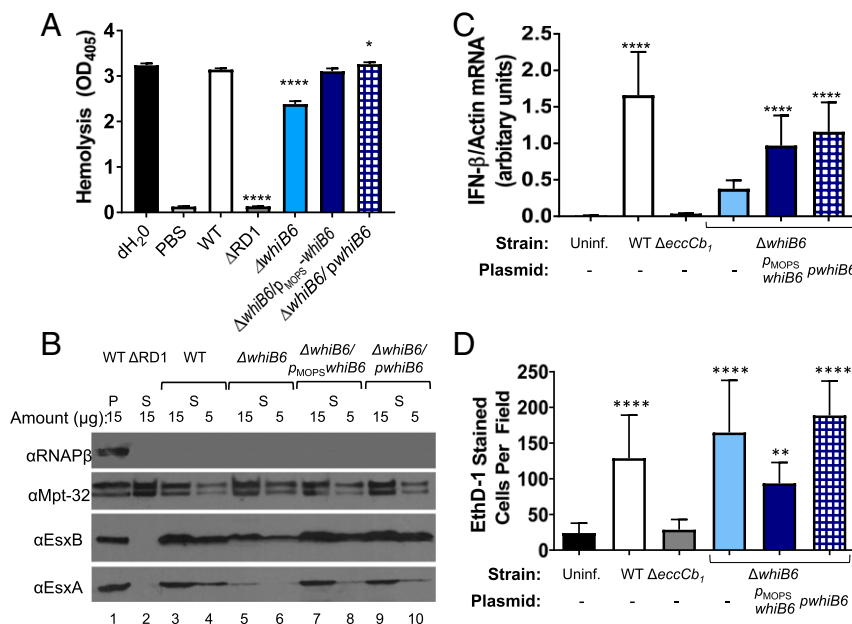 A
Hemolysis (OD405)
4
3
2
1
0
****
****
*
dH20
PBS
WT
ΔRD1
ΔwhiB6
ΔwhiB6/pMOPS-whiB6
ΔwhiB6/pwhiB6
B
WT ΔRD1 WT ΔwhiB6 ΔwhiB6/ pMOPSwhiB6 ΔwhiB6/ pwhiB6
P S S S S S
Amount (µg): 15 15 15 5 15 5 15 5 15 5
αRNAPβ
αMpt-32
αEsxB
αEsxA
1 2 3 4 5 6 7 8 9 10
C
IFN-β/Actin mRNA
(arbitary units)
2.5
2.0
1.5
1.0
0.5
0.0
****
****
****
Strain: Uninf. WT ΔeccCb1 ΔwhiB6
Plasmid: - - - - pMOPS whiB6 pwhiB6
D
EthD-1 Stained
Cells Per Field
250
200
150
100
50
0
****
****
**
****
Strain: Uninf. WT ΔeccCb1 ΔwhiB6
Plasmid: - - - - pMOPS whiB6 pwhiB6